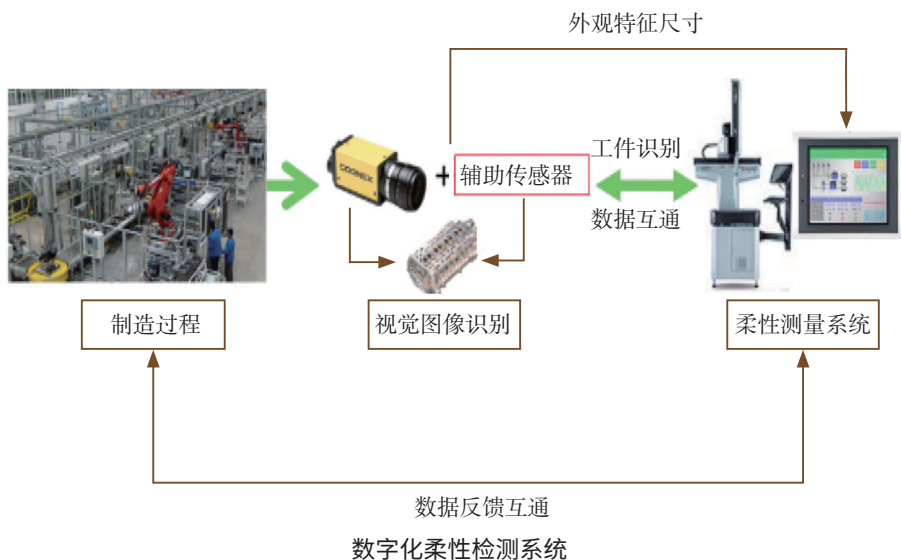 外观特征尺寸
工件识别
COGNEX
+
辅助传感器
数据互通
制造过程
视觉图像识别
柔性测量系统
数据反馈互通
数字化柔性检测系统